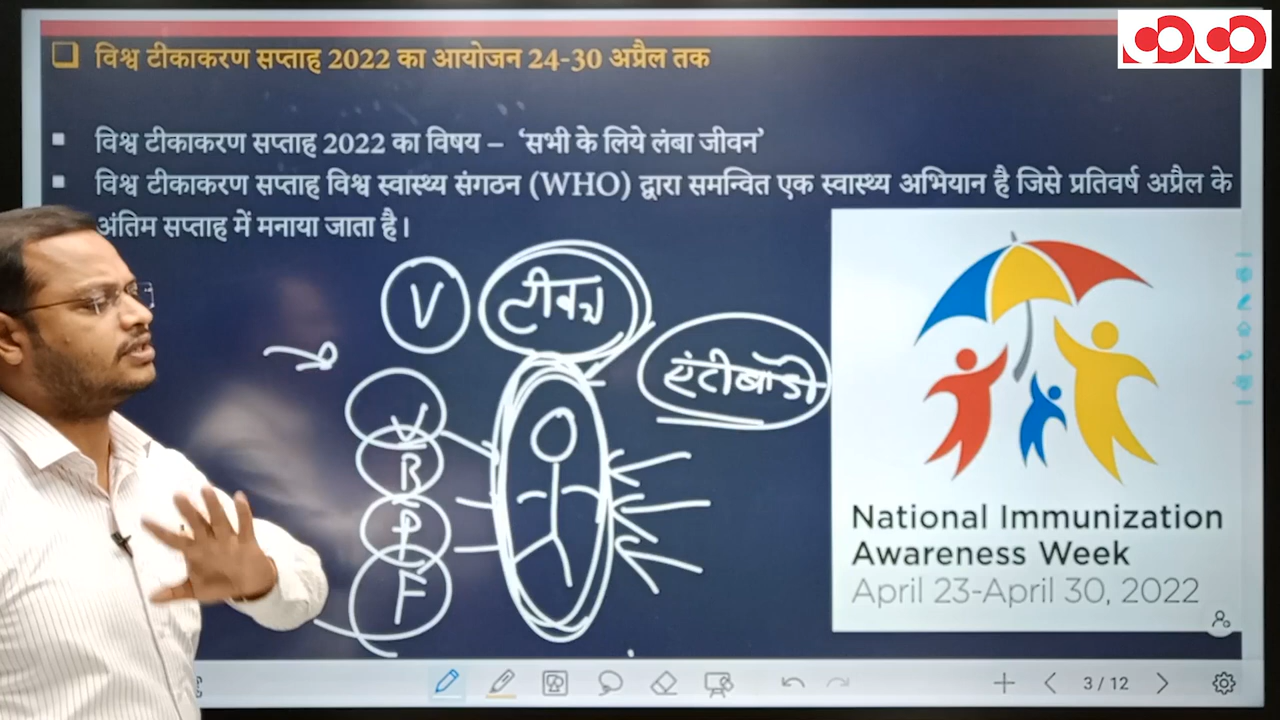 विश्व टीकाकरण सप्ताह 2022 का आयोजन 24-30 अप्रैल तक
विश्व टीकाकरण सप्ताह 2022 का विषय – ‘सभी के लिये लंबा जीवन’
विश्व टीकाकरण सप्ताह विश्व स्वास्थ्य संगठन (WHO) द्वारा समन्वित एक स्वास्थ्य अभियान है जिसे प्रतिवर्ष अप्रैल के
अंतिम सप्ताह में मनाया जाता है।
V
टीका
एंटीबॉडी
V
R
P
T
National Immunization
Awareness Week
April 23-April 30, 2022
3 / 12